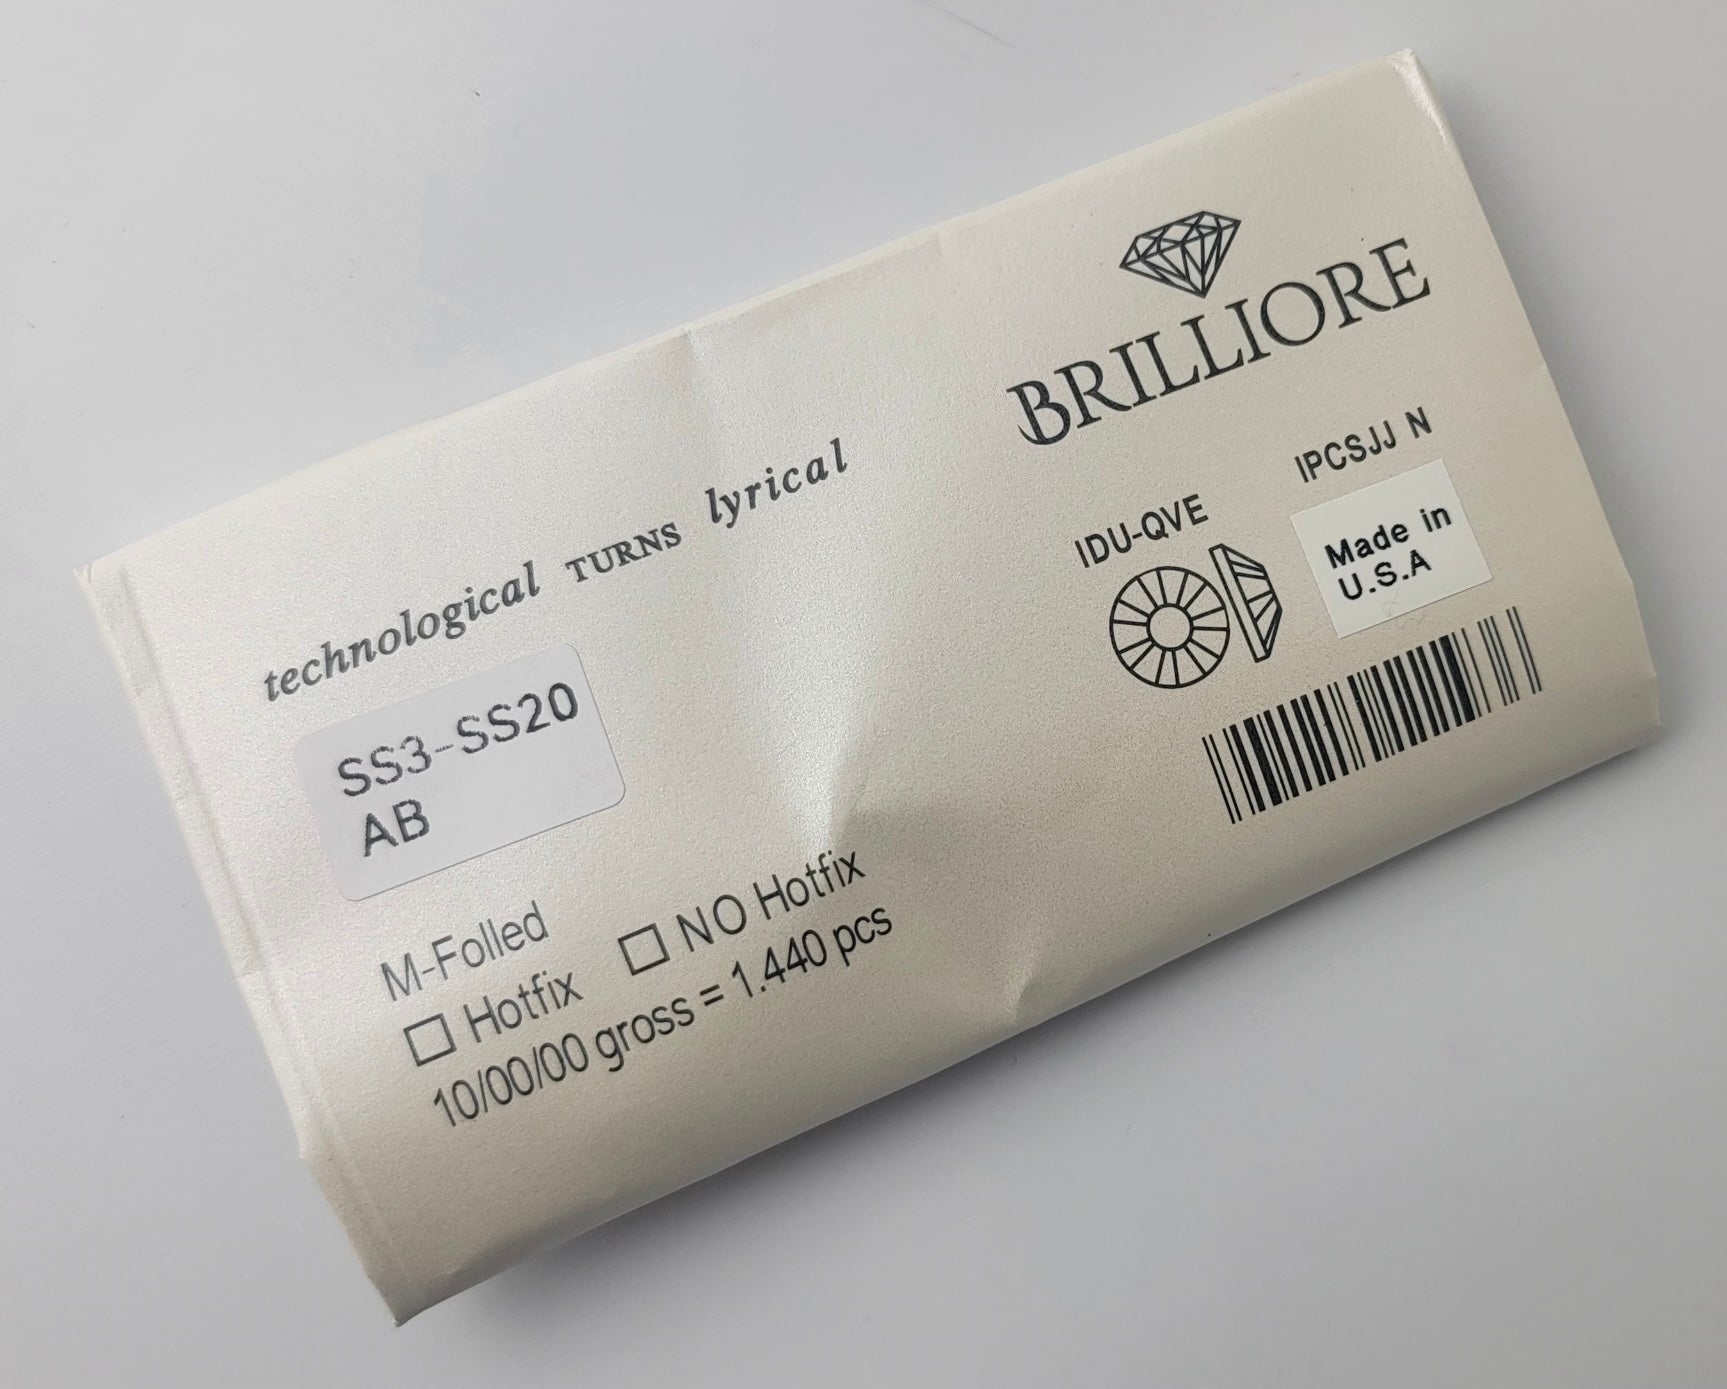 BRILLIORE
technological TURNS lyrical
IPCSJJ N
IDU-QVE
Made in
U.S.A
SS3-SS20
AB
M-Folled
☐ Hotfix ☐ NO Hotfix
10/00/00 gross = 1.440 pcs